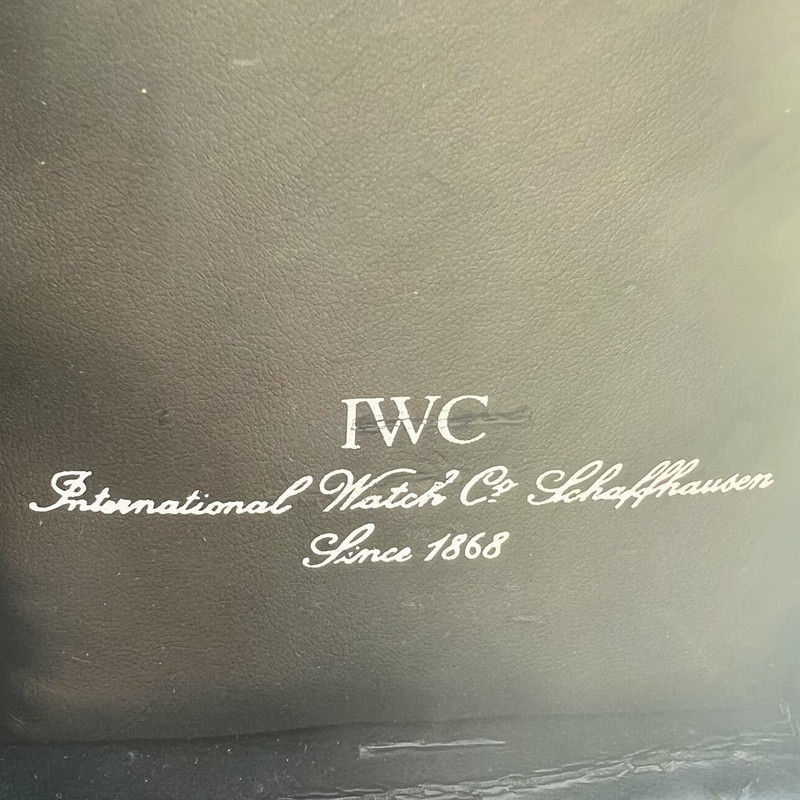 IWC
International Watch Co Schaffhausen
Since 1868